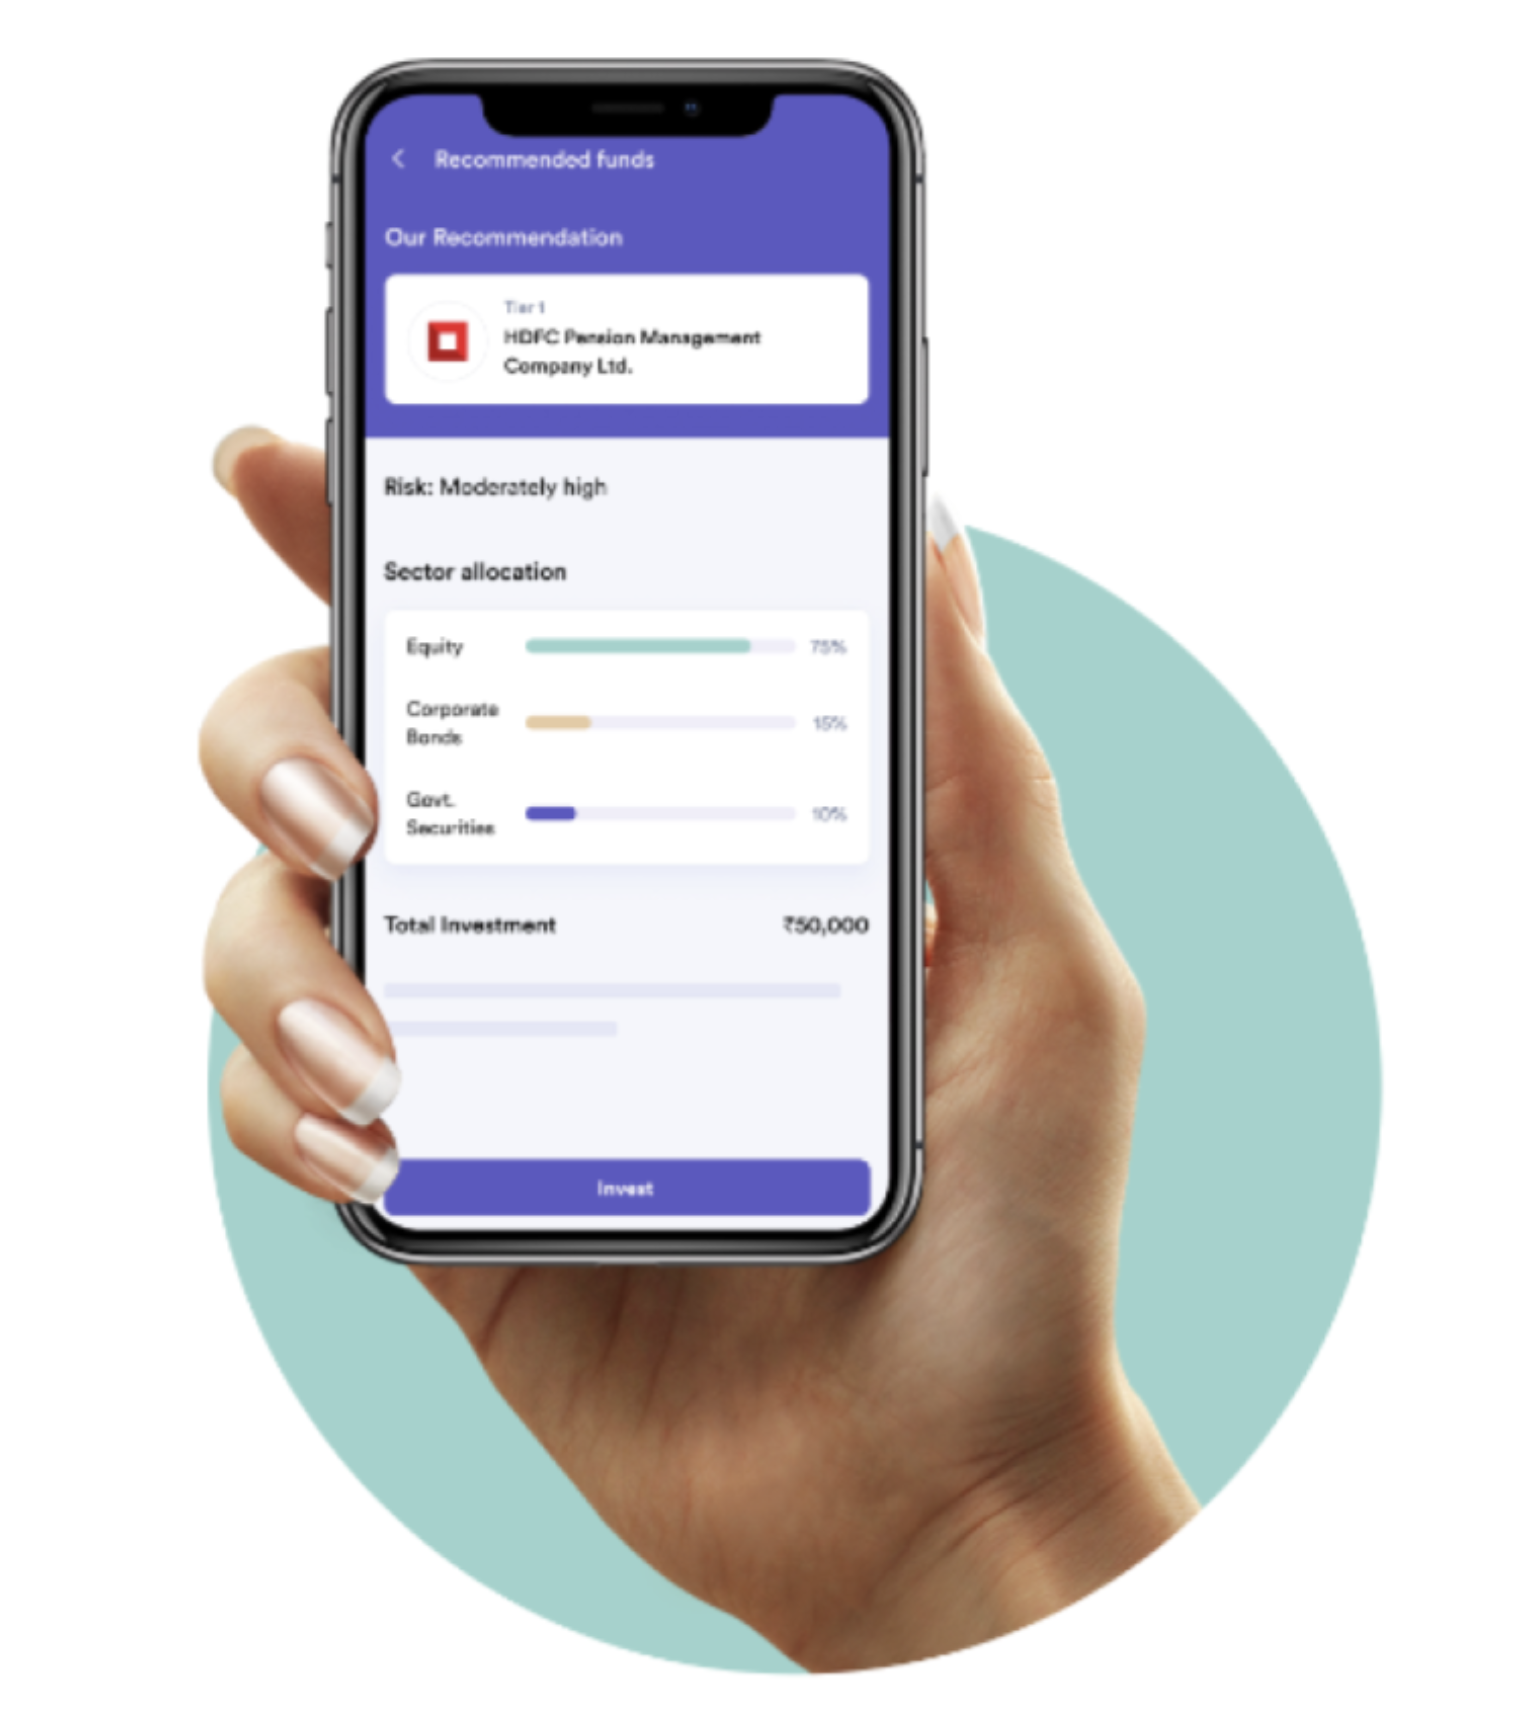 Recommended funds
Our Recommendation
Tier 1
HDFC Pension Management
Company Ltd.
Risk: Moderately high
Sector allocation
Equity 75%
Corporate
Bonds 15%
Govt.
Securities 10%
Total Investment ₹50,000
Invest